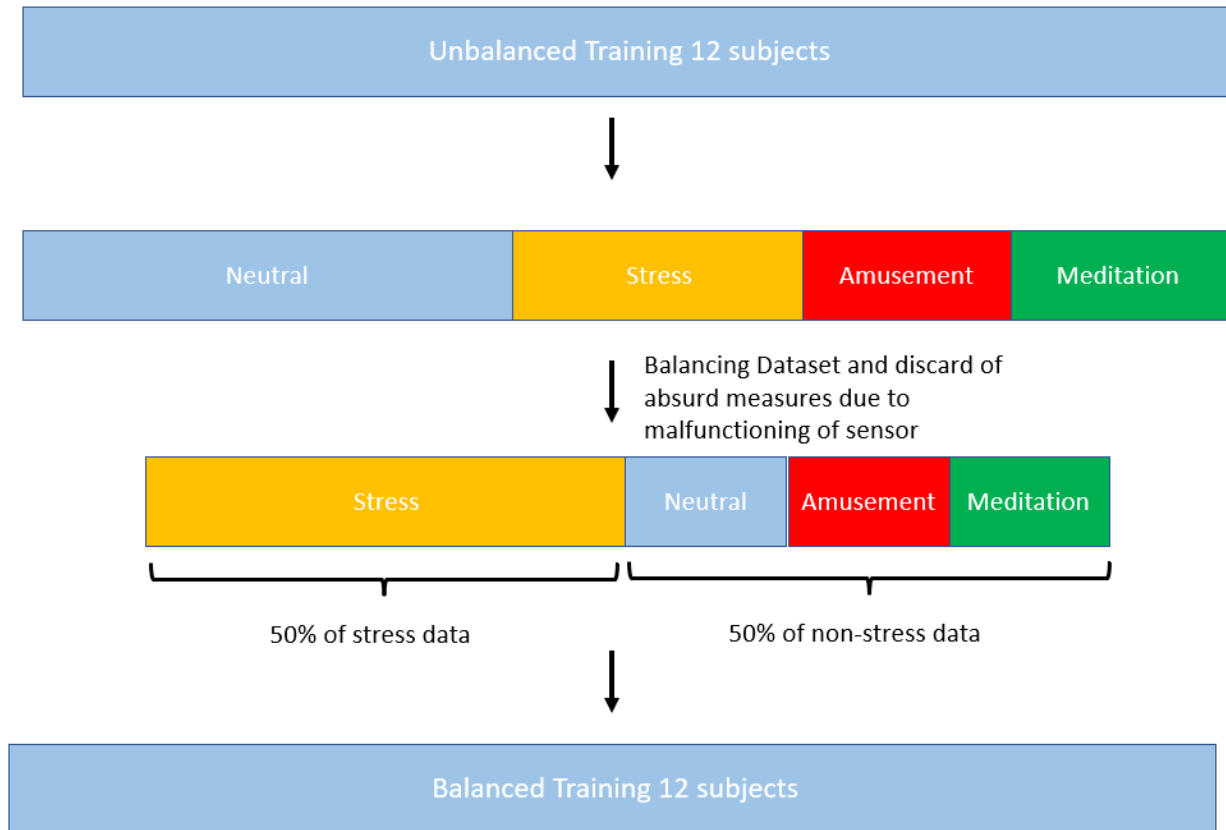 Unbalanced Training 12 subjects
Neutral
Stress
Amusement
Meditation
Balancing Dataset and discard of
absurd measures due to
malfunctioning of sensor
Stress
Neutral
Amusement
Meditation
50% of stress data
50% of non-stress data
Balanced Training 12 subjects